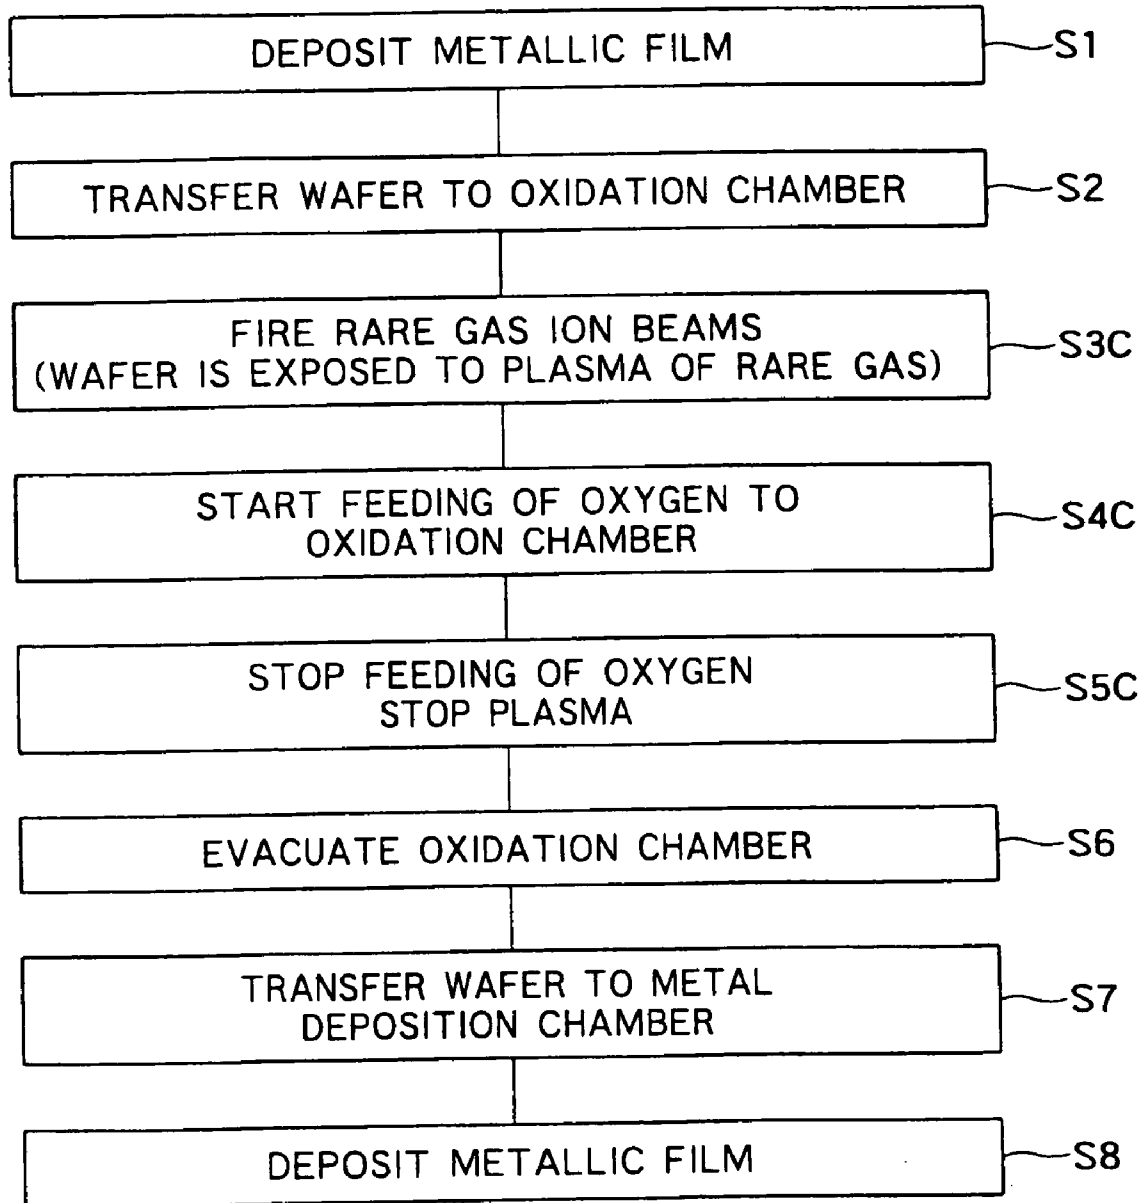 DEPOSIT METALLIC FILM
S1
TRANSFER WAFER TO OXIDATION CHAMBER
S2
FIRE RARE GAS ION BEAMS
(WAFER IS EXPOSED TO PLASMA OF RARE GAS)
S3C
START FEEDING OF OXYGEN TO
OXIDATION CHAMBER
S4C
STOP FEEDING OF OXYGEN
STOP PLASMA
S5C
EVACUATE OXIDATION CHAMBER
S6
TRANSFER WAFER TO METAL
DEPOSITION CHAMBER
S7
DEPOSIT METALLIC FILM
S8